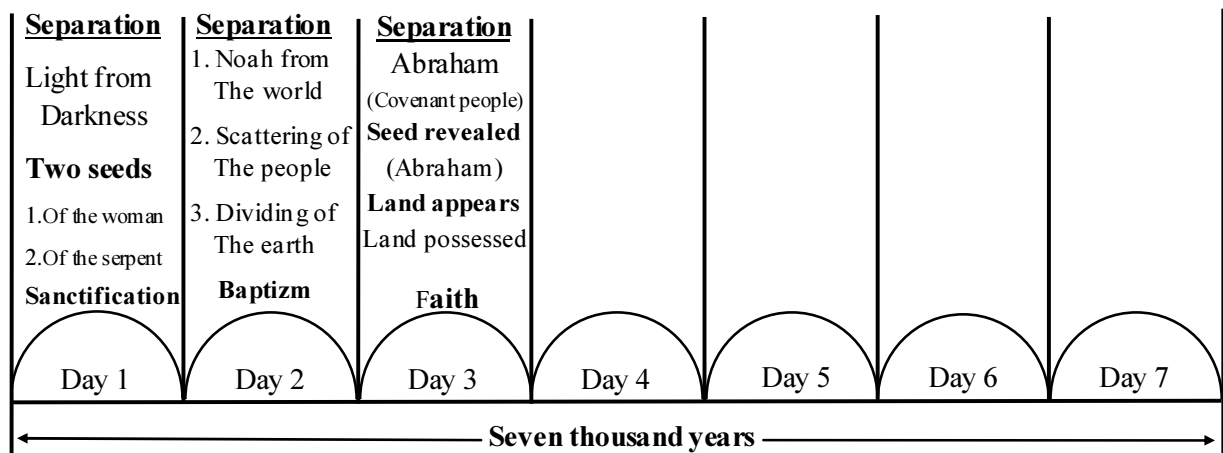 Separation
Light from
Darkness
Two seeds
1.Of the woman
2.Of the serpent
Sanctification
Day 1
Separation
1. Noah from
The world
2. Scattering of
The people
3. Dividing of
The earth
Baptizm
Day 2
Separation
Abraham
(Covenant people)
Seed revealed
(Abraham)
Land appears
Land possessed
Faith
Day 3
Day 4
Day 5
Day 6
Day 7
Seven thousand years